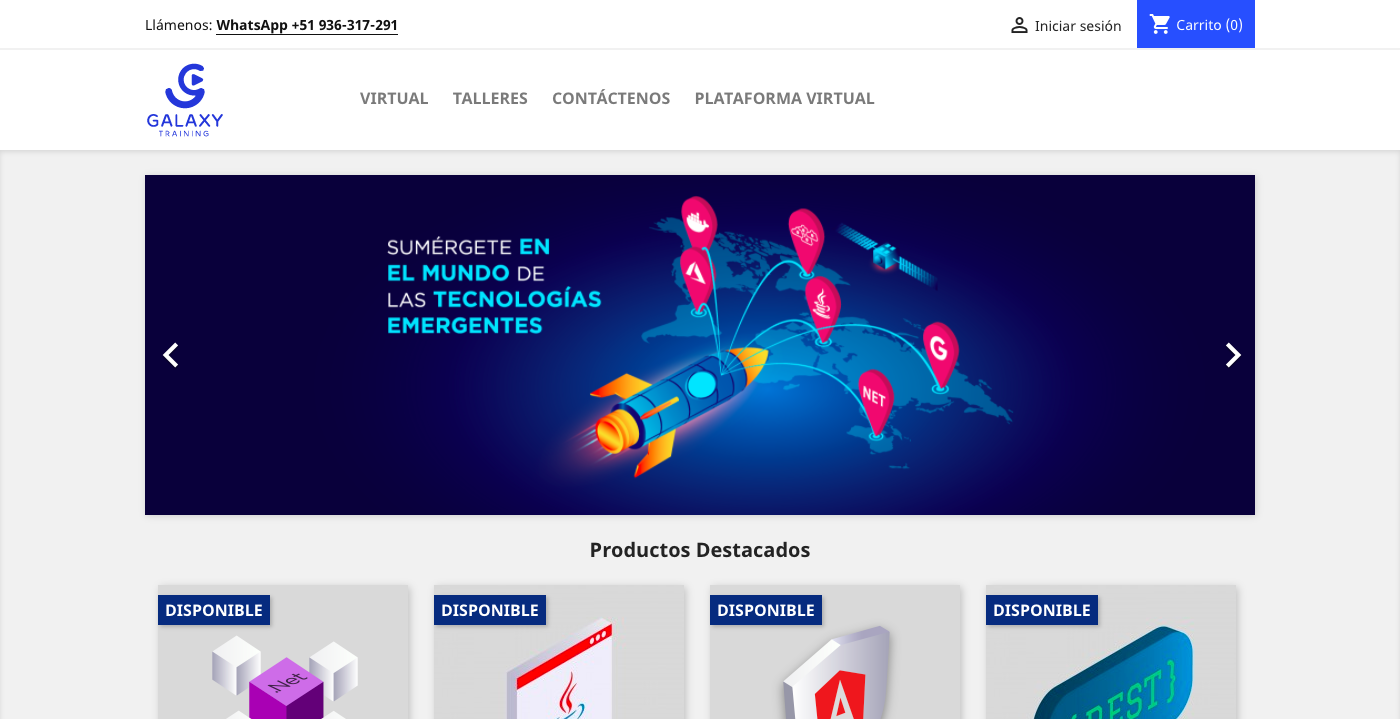 Llámenos: WhatsApp +51 936-317-291
Iniciar sesión
Carrito (0)
GALAXY
TRAINING
VIRTUAL TALLERES CONTÁCTENOS PLATAFORMA VIRTUAL
SUMÉRGETE EN
EL MUNDO DE
LAS TECNOLOGÍAS
EMERGENTES
G
NET
Productos Destacados
DISPONIBLE
DISPONIBLE
DISPONIBLE
DISPONIBLE
.Net
A
{REST}